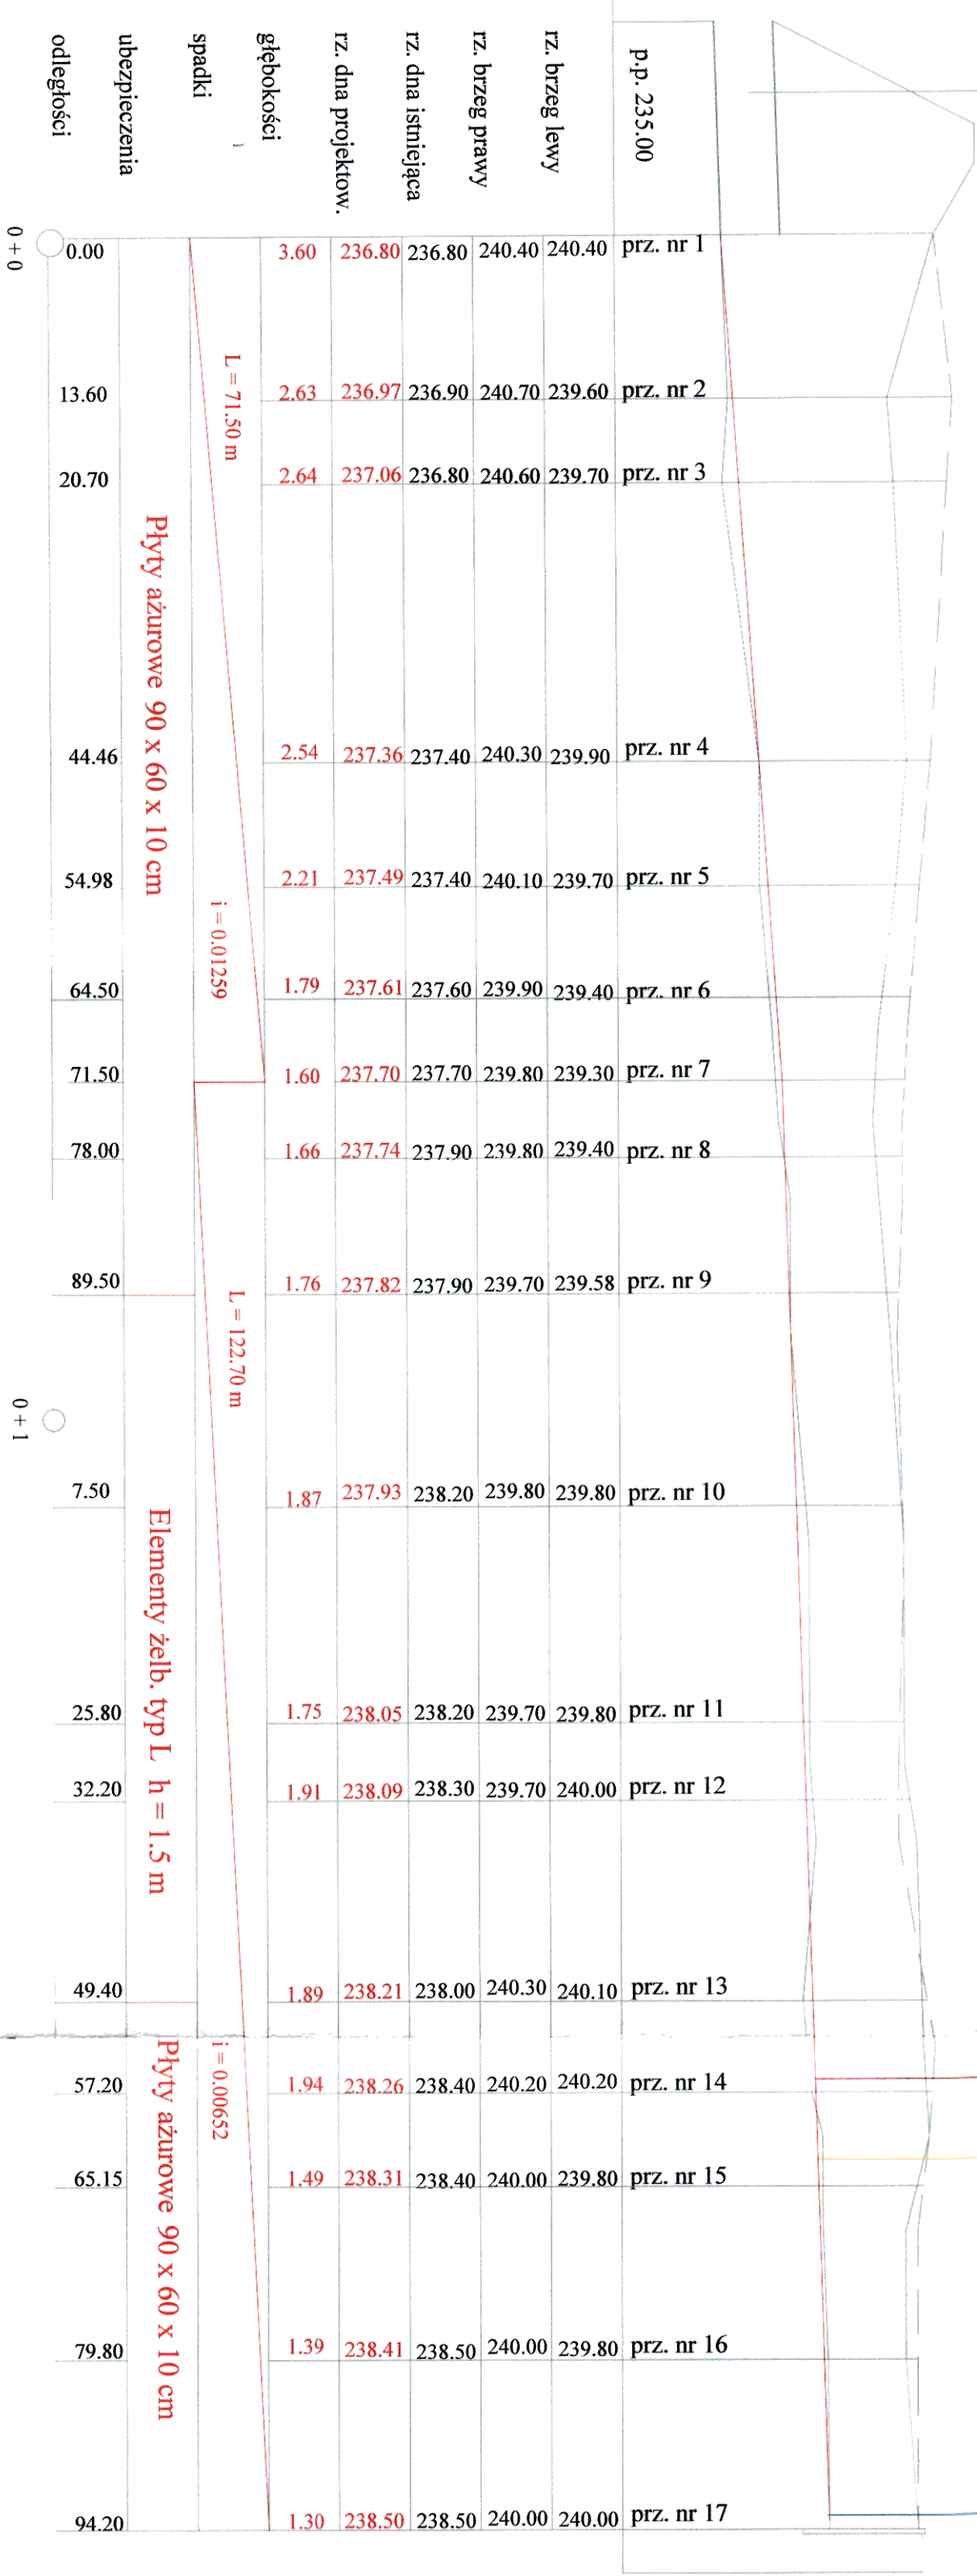 p.p. 235.00
rz. brzeg lewy
rz. brzeg prawy
rz. dna istniejąca
rz. dna projektow.
głębokości
spadki
ubezpieczenia
odległości
0.00 3.60 236.80 236.80 240.40 240.40 prz. nr 1
0 + 0
13.60 2.63 236.97 236.90 240.70 239.60 prz. nr 2
L = 71.50 m
20.70 2.64 237.06 236.80 240.60 239.70 prz. nr 3
Płyty ażurowe 90 x 60 x 10 cm
44.46 2.54 237.36 237.40 240.30 239.90 prz. nr 4
54.98 2.21 237.49 237.40 240.10 239.70 prz. nr 5
i = 0.01259
64.50 1.79 237.61 237.60 239.90 239.40 prz. nr 6
71.50 1.60 237.70 237.70 239.80 239.30 prz. nr 7
78.00 1.66 237.74 237.90 239.80 239.40 prz. nr 8
89.50 1.76 237.82 237.90 239.70 239.58 prz. nr 9
L = 122.70 m
0 + 1
7.50 1.87 237.93 238.20 239.80 239.80 prz. nr 10
Elementy żelb. typ L h = 1.5 m
25.80 1.75 238.05 238.20 239.70 239.80 prz. nr 11
32.20 1.91 238.09 238.30 239.70 240.00 prz. nr 12
49.40 1.89 238.21 238.00 240.30 240.10 prz. nr 13
i = 0.00652
Płyty ażurowe 90 x 60 x 10 cm
57.20 1.94 238.26 238.40 240.20 240.20 prz. nr 14
65.15 1.49 238.31 238.40 240.00 239.80 prz. nr 15
79.80 1.39 238.41 238.50 240.00 239.80 prz. nr 16
94.20 1.30 238.50 238.50 240.00 240.00 prz. nr 17